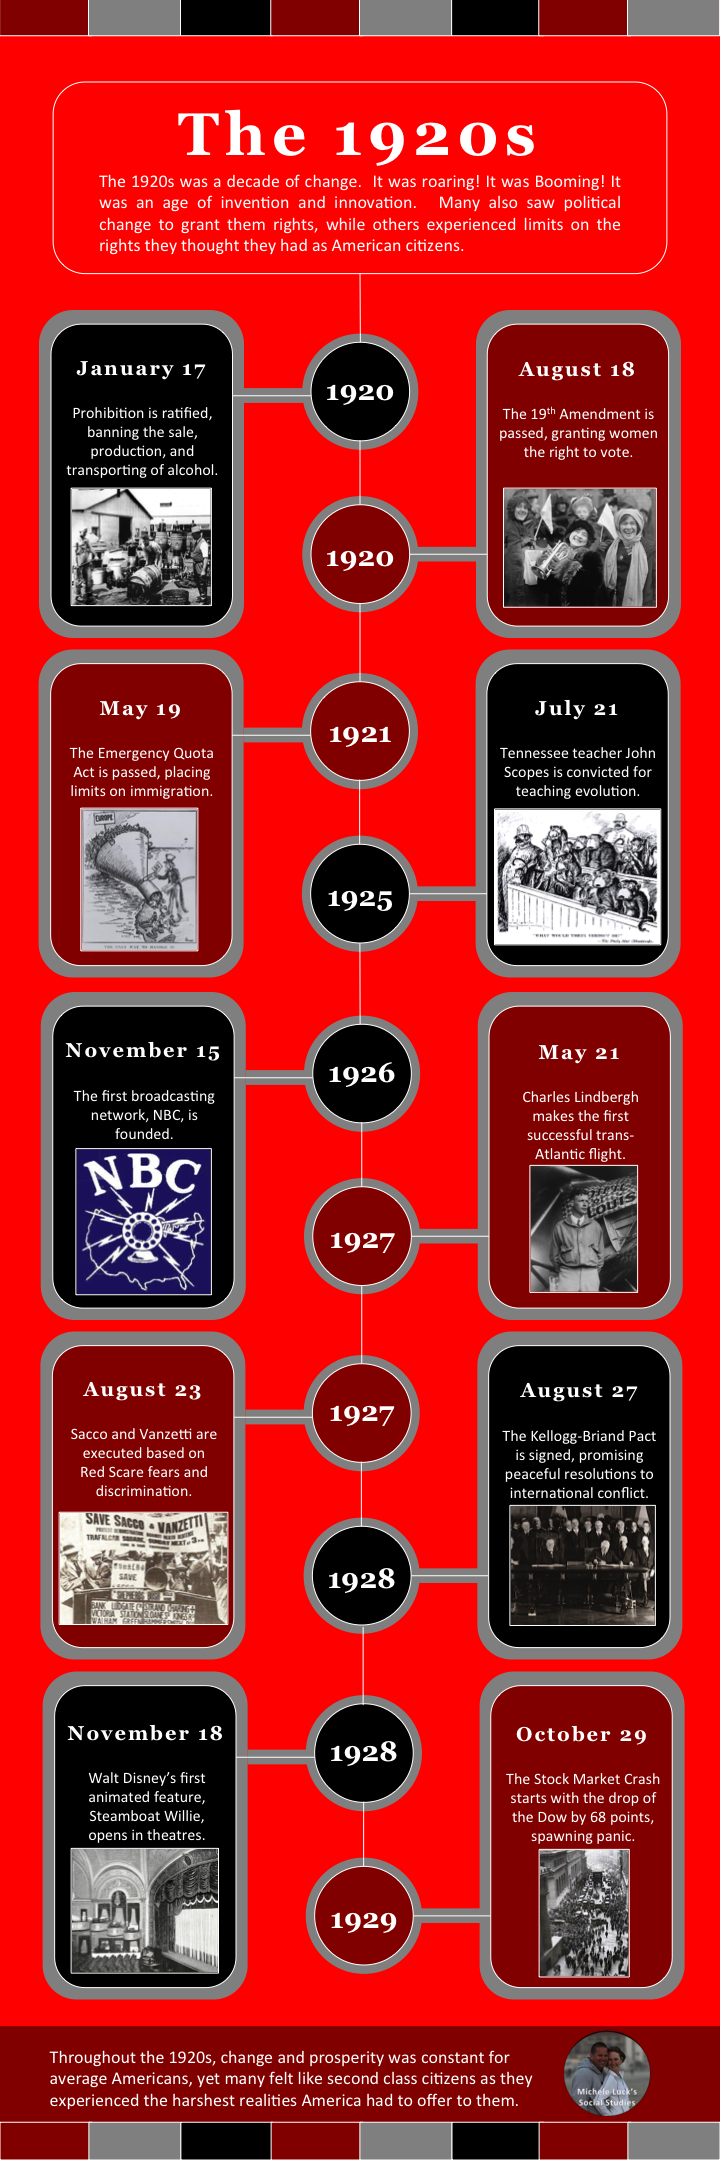 The 1920s
The 1920s was a decade of change. It was roaring! It was Booming! It
was an age of invention and innovation. Many also saw political
change to grant them rights, while others experienced limits on the
rights they thought they had as American citizens.
January 17
Prohibition is ratified,
banning the sale,
production, and
transporting of alcohol.
1920
August 18
The 19th Amendment is
passed, granting women
the right to vote.
1920
May 19
The Emergency Quota
Act is passed, placing
limits on immigration.
EUROPE
THE ONLY WAY TO HANDLE IT
1921
July 21
Tennessee teacher John
Scopes is convicted for
teaching evolution.
1925
November 15
The first broadcasting
network, NBC, is
founded.
NBC
1926
May 21
Charles Lindbergh
makes the first
successful trans-
Atlantic flight.
LOUIS
1927
August 23
Sacco and Vanzetti are
executed based on
Red Scare fears and
discrimination.
SAVE SACCO & VANZETTI
SAVE
1927
August 27
The Kellogg-Briand Pact
is signed, promising
peaceful resolutions to
international conflict.
1928
November 18
Walt Disney's first
animated feature,
Steamboat Willie,
opens in theatres.
1928
October 29
The Stock Market Crash
starts with the drop of
the Dow by 68 points,
spawning panic.
1929
Throughout the 1920s, change and prosperity was constant for
average Americans, yet many felt like second class citizens as they
experienced the harshest realities America had to offer to them.
Michele Luck's
Social Studies